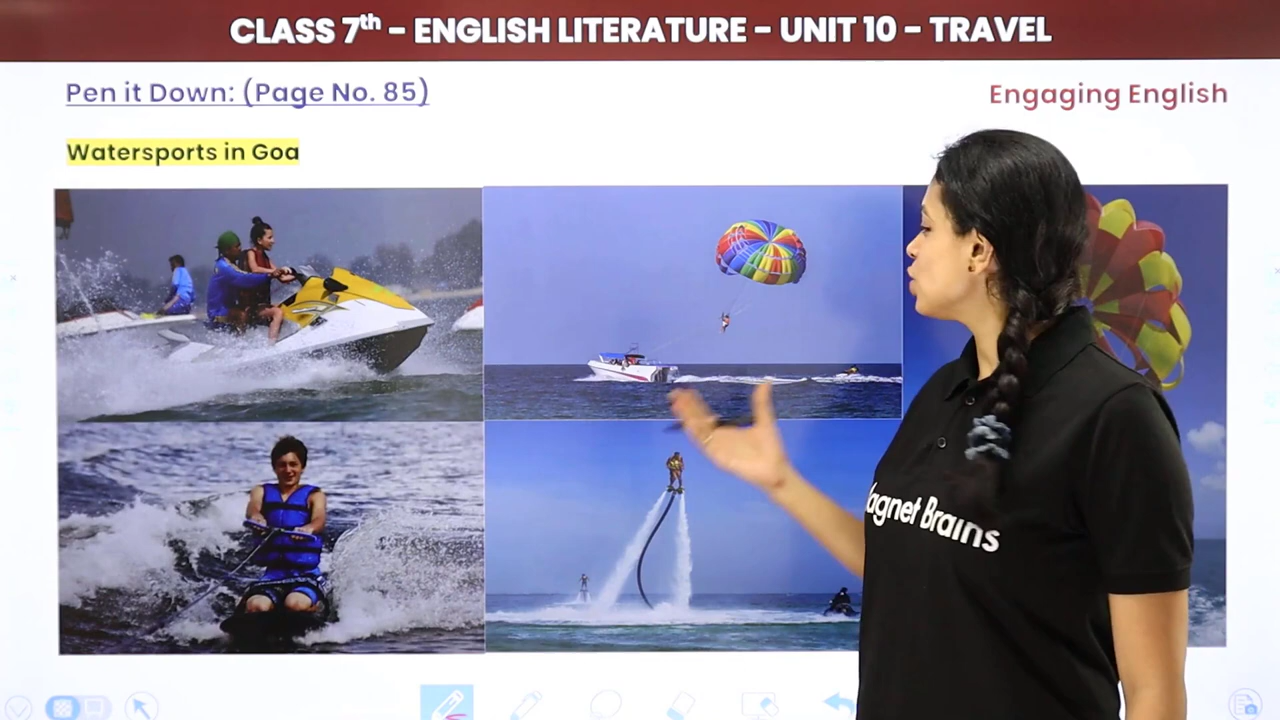 CLASS 7th - ENGLISH LITERATURE - UNIT 10 - TRAVEL
Pen it Down: (Page No. 85)
Engaging English
Watersports in Goa
Magnet Brains